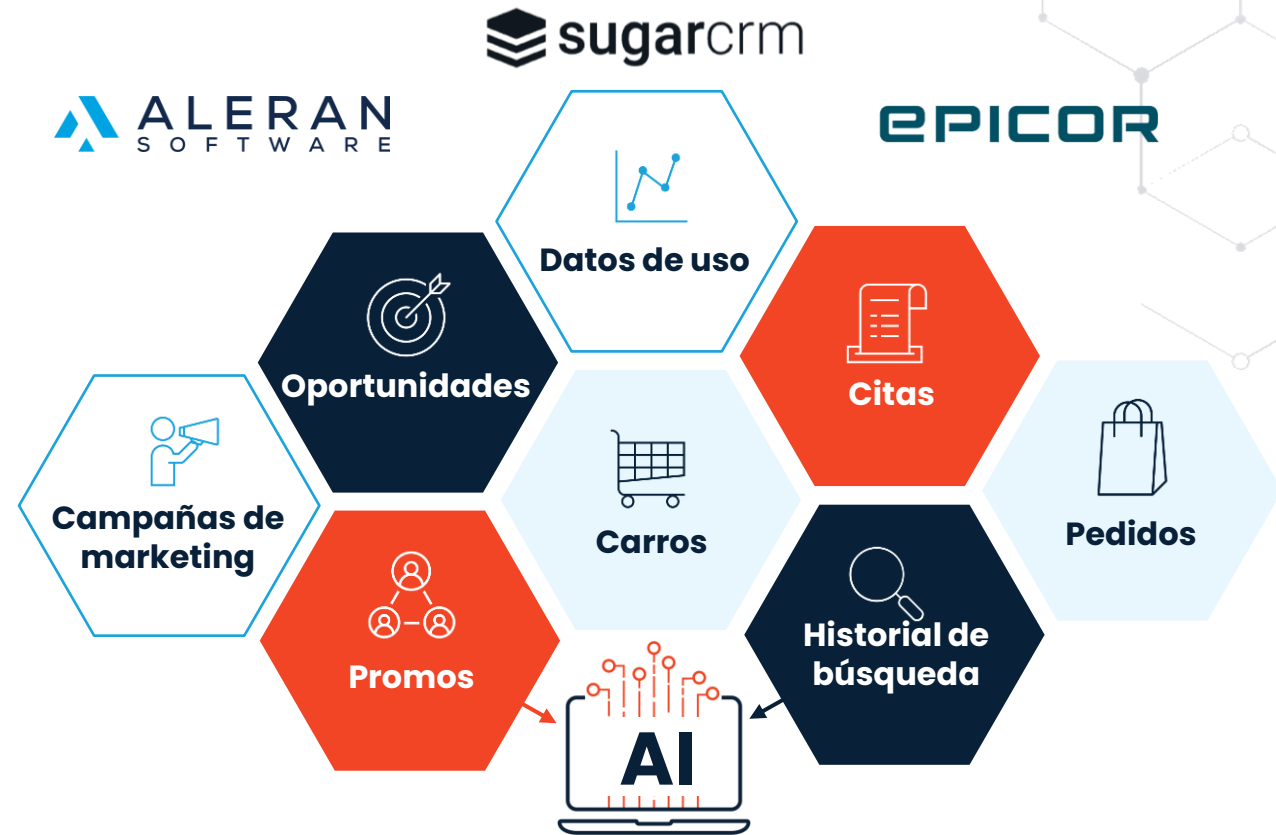 sugarcrm
ALERAN
SOFTWARE
EPICOR
Datos de uso
Oportunidades
Citas
Campañas de
marketing
Carros
Pedidos
Promos
Historial de
búsqueda
AI